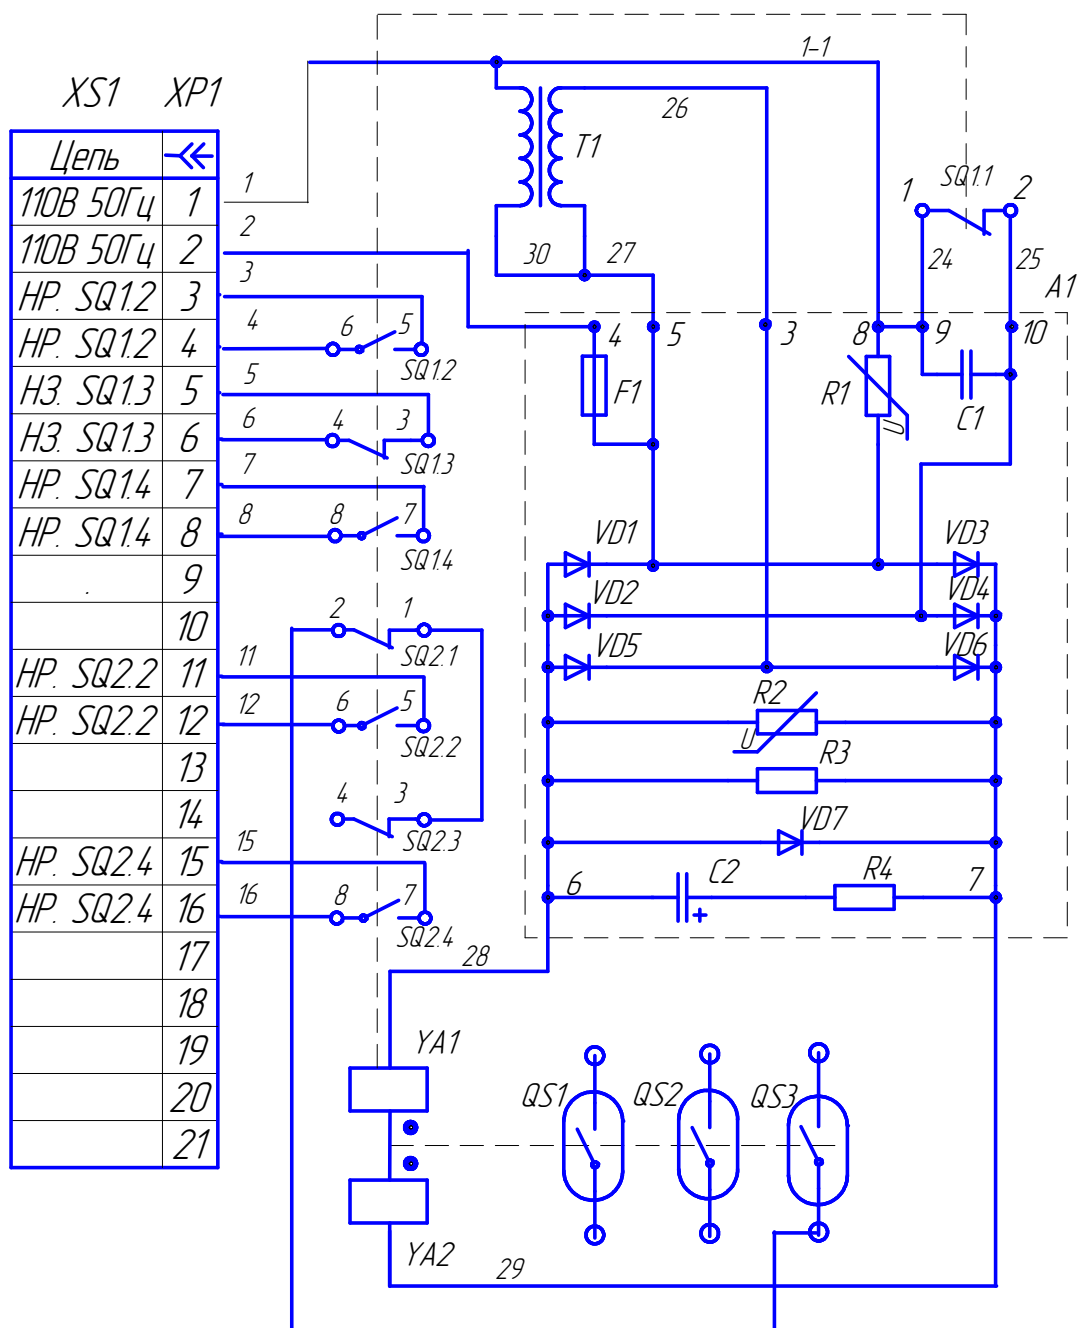 XS1 XP1
Цепь
110В 50Гц 1
110В 50Гц 2
НР. SQ1.2 3
НР. SQ1.2 4
НЗ. SQ1.3 5
НЗ. SQ1.3 6
НР. SQ1.4 7
НР. SQ1.4 8
. 9
10
НР. SQ2.2 11
НР. SQ2.2 12
13
14
НР. SQ2.4 15
НР. SQ2.4 16
17
18
19
20
21
1
2
3
4
5
6
7
8
11
12
15
16
6 5
SQ1.2
4 3
SQ1.3
8 7
SQ1.4
2 1
SQ2.1
6 5
SQ2.2
4 3
SQ2.3
8 7
SQ2.4
1-1
26
T1
30 27
1 SQ1.1 2
24 25
A1
4 5 3 8 9 10
F1 R1 C1
U
VD1 VD3
VD2 VD4
VD5 VD6
R2
U
R3
VD7
6 C2 R4 7
+
28
YA1
QS1 QS2 QS3
YA2
29